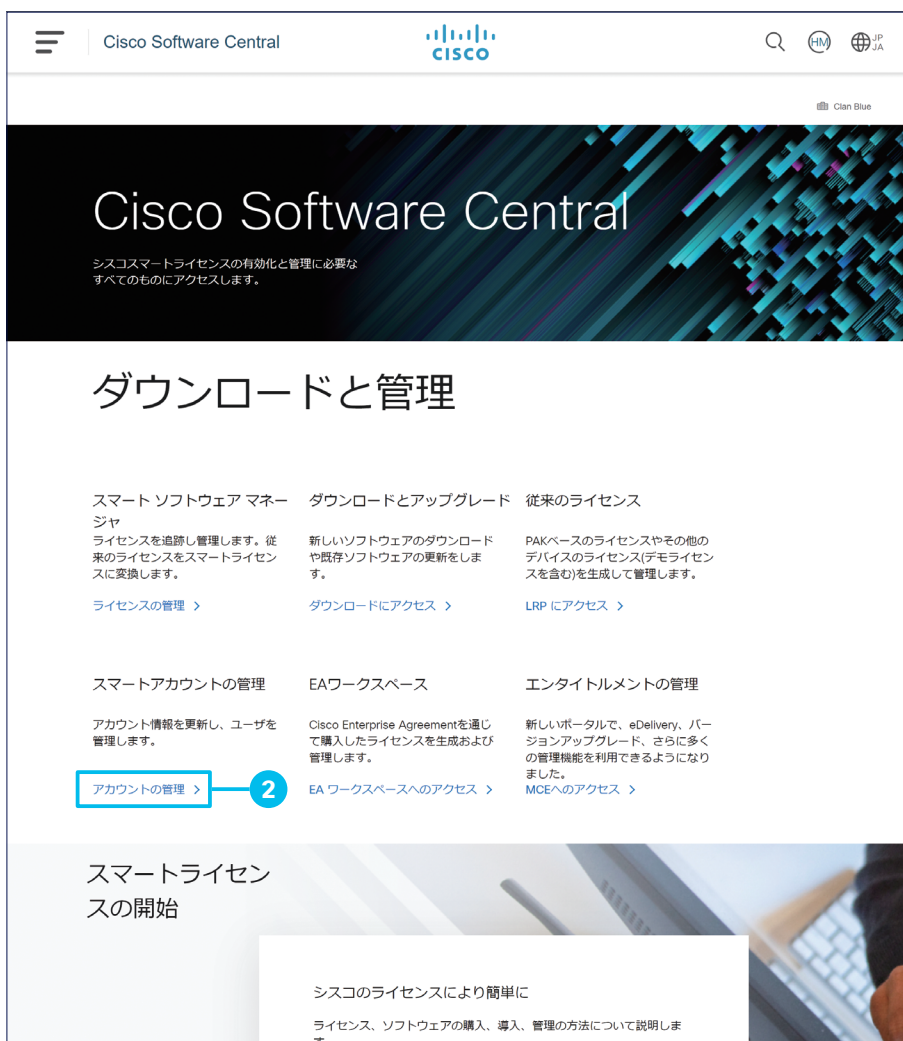 Cisco Software Central
CISCO
HM
JP
JA
Clan Blue
Cisco Software Central
シスコスマートライセンスの有効化と管理に必要な
すべてのものにアクセスします。
ダウンロードと管理
スマート ソフトウェア マネー
ジャ
ライセンスを追跡し管理します。従
来のライセンスをスマートライセン
スに変換します。
ライセンスの管理
ダウンロードとアップグレード
新しいソフトウェアのダウンロード
や既存ソフトウェアの更新をしま
す。
ダウンロードにアクセス
従来のライセンス
PAKベースのライセンスやその他の
デバイスのライセンス(デモライセン
スを含む)を生成して管理します。
LRP にアクセス
スマートアカウントの管理
アカウント情報を更新し、ユーザを
管理します。
アカウントの管理
2
EAワークスペース
Cisco Enterprise Agreementを通じ
て購入したライセンスを生成および
管理します。
EA ワークスペースへのアクセス
エンタイトルメントの管理
新しいポータルで、eDelivery、バー
ジョンアップグレード、さらに多く
の管理機能を利用できるようになり
ました。
MCEへのアクセス
スマートライセン
スの開始
シスコのライセンスにより簡単に
ライセンス、ソフトウェアの購入、導入、管理の方法について説明しま
す